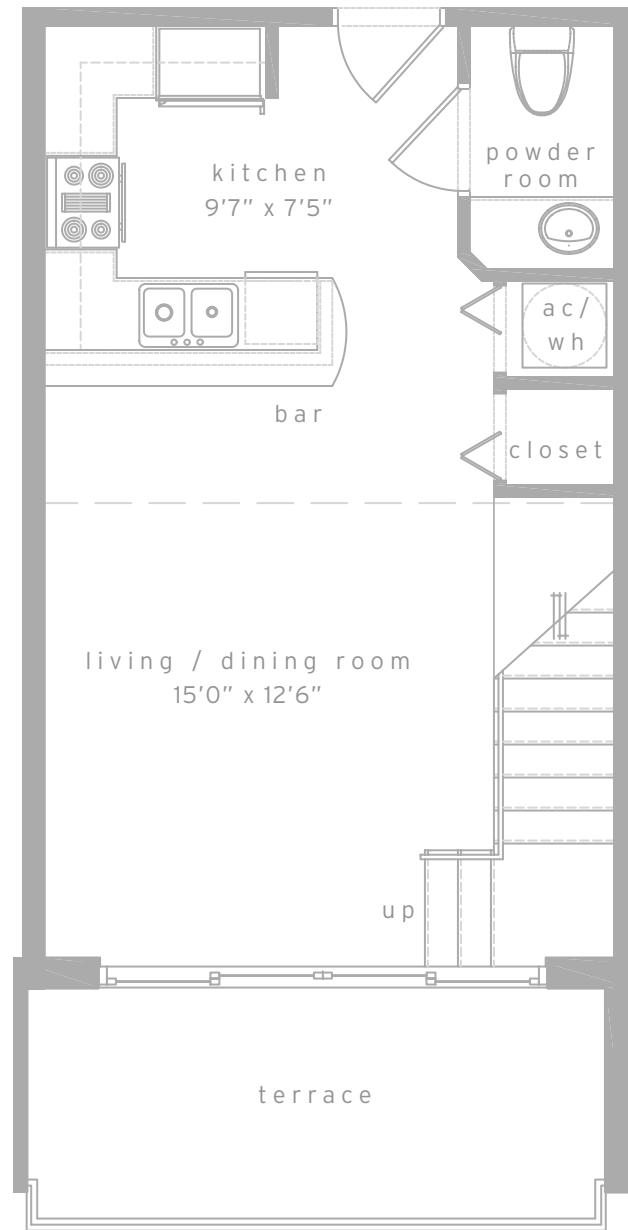 kitchen
9'7" x 7'5"
powder
room
ac/
wh
bar
closet
living / dining room
15'0" x 12'6"
up
terrace